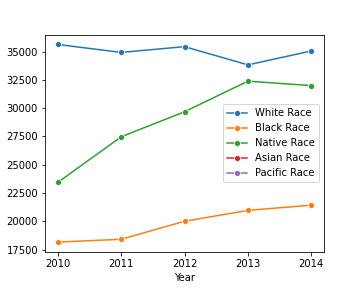 35000
32500
30000
27500
25000
22500
20000
17500
White Race
Black Race
Native Race
Asian Race
Pacific Race
2010 2011 2012 2013 2014
Year